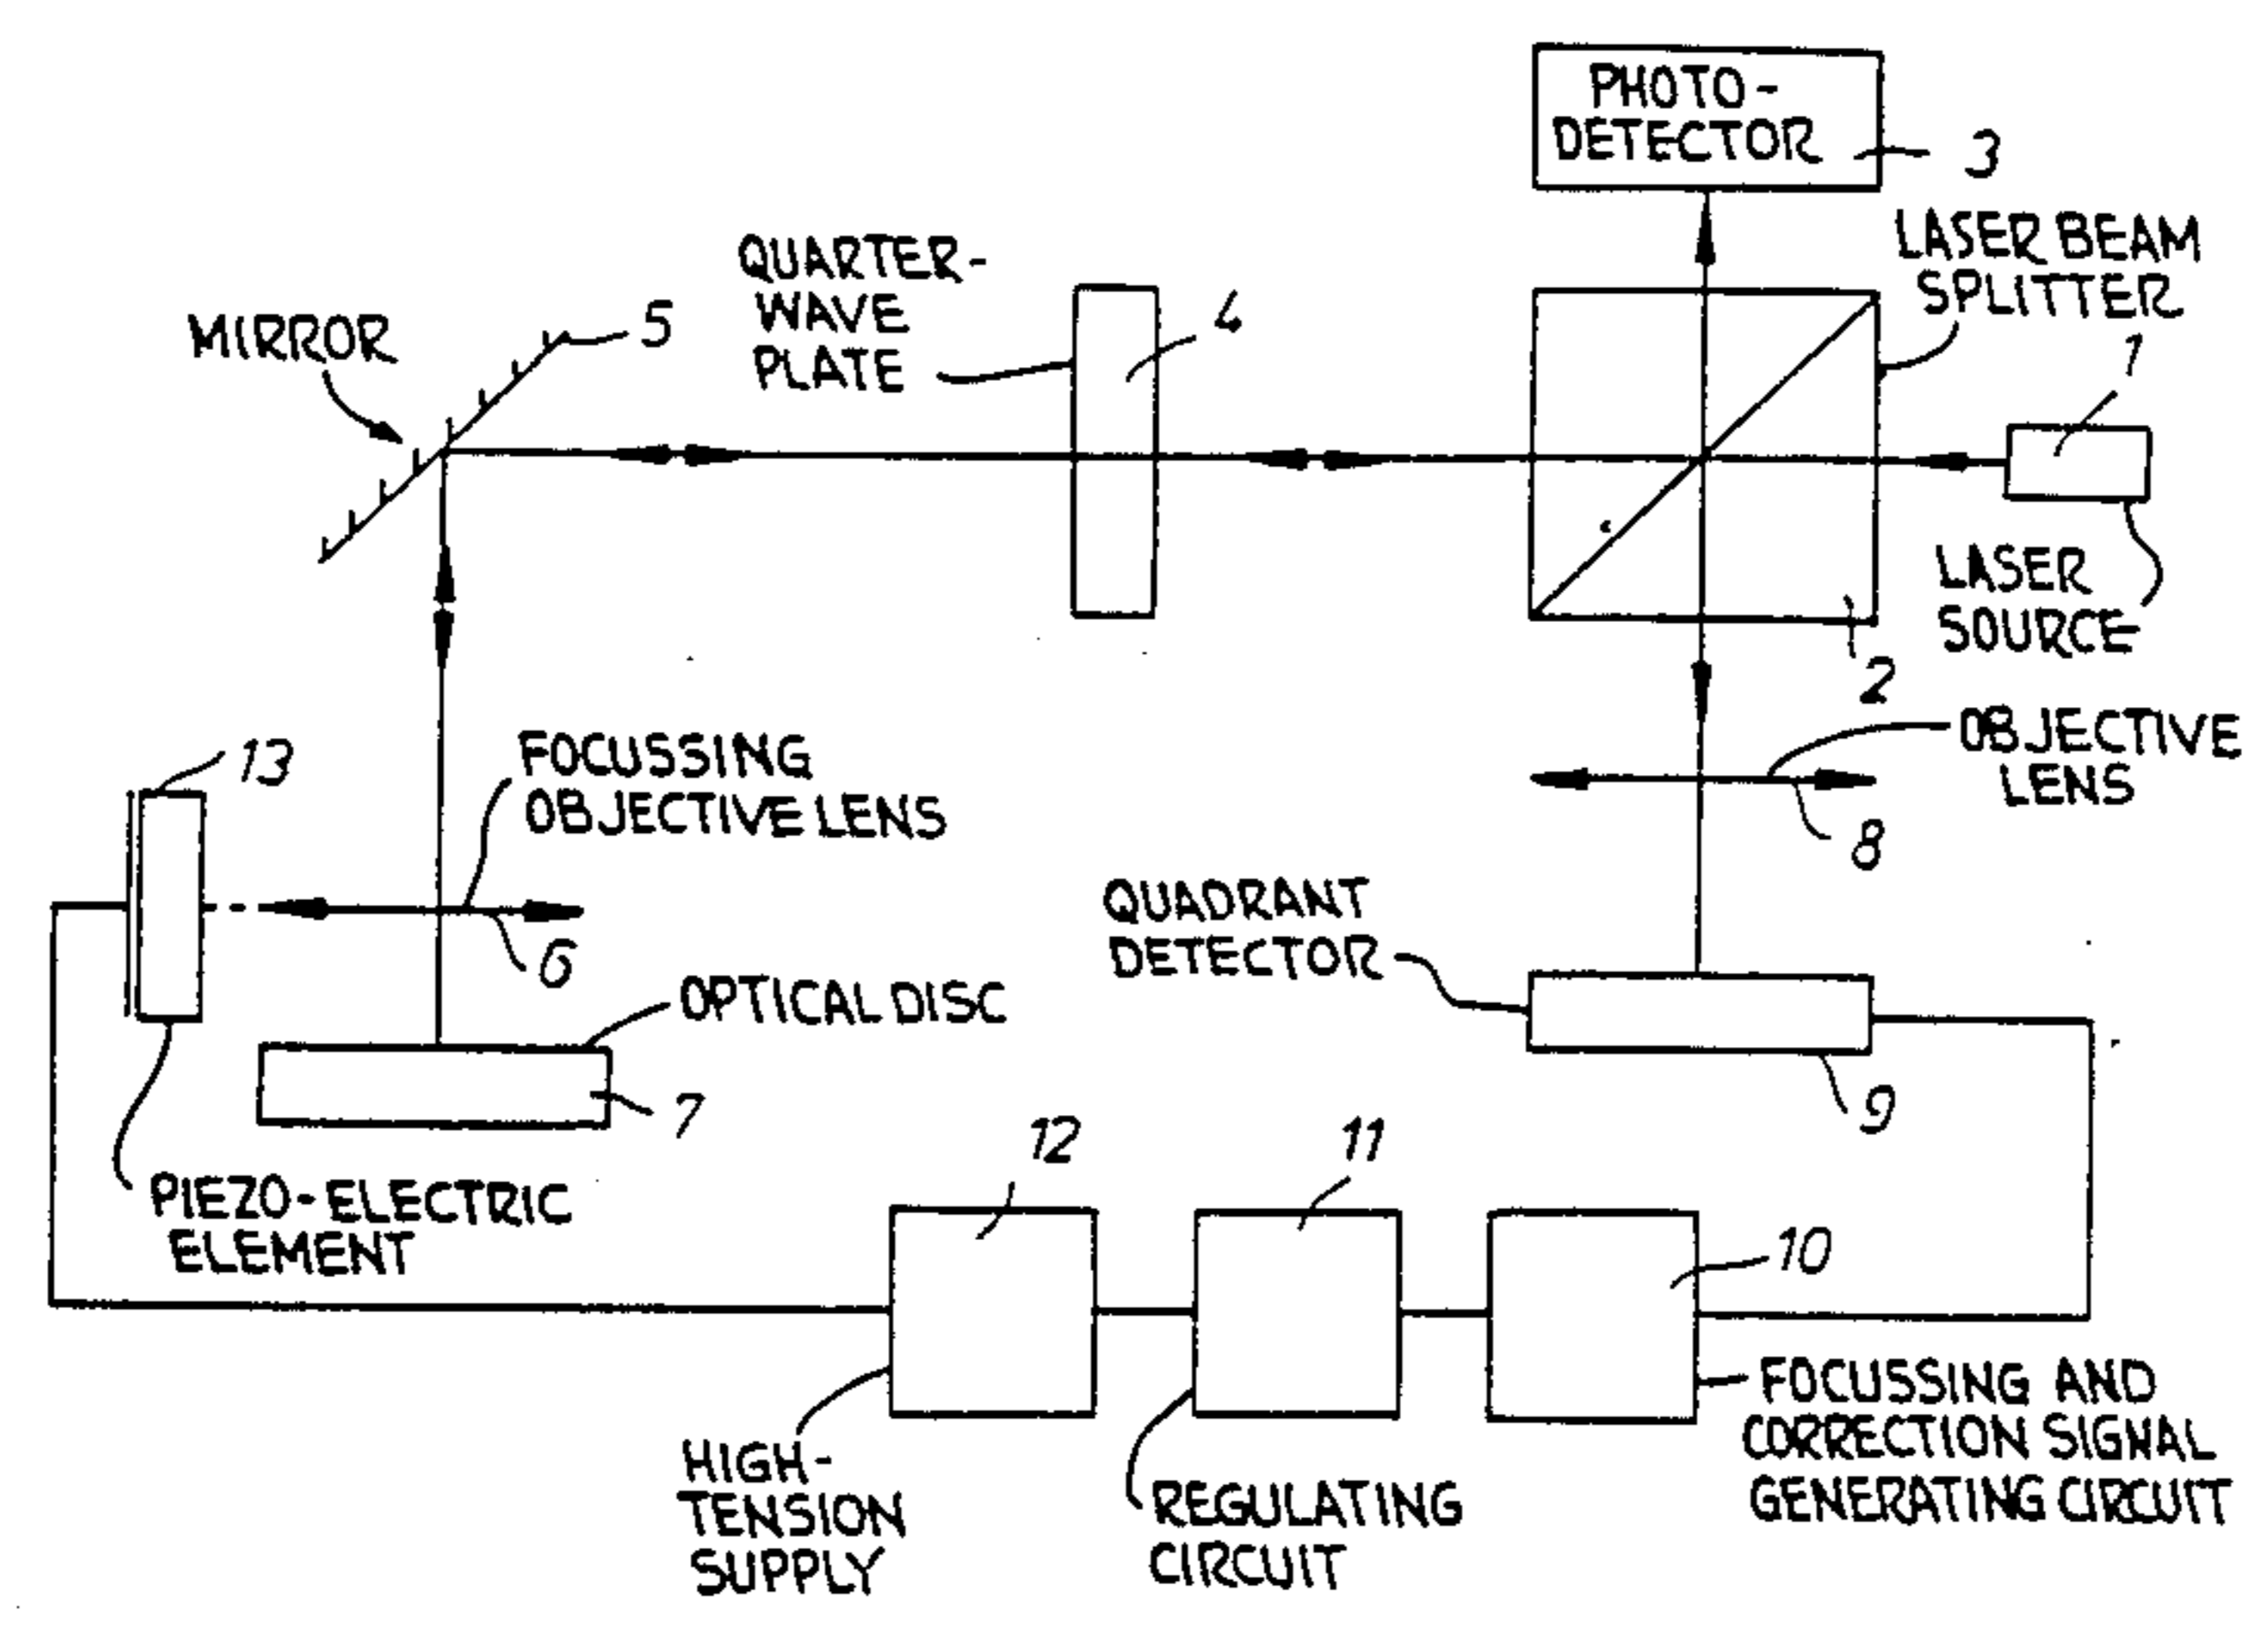 PHOTO-
DETECTOR
3
LASER BEAM
SPLITTER
1
QUARTER-
WAVE
PLATE
4
MIRROR
5
LASER
SOURCE
2
OBJECTIVE
LENS
8
13
FOCUSSING
OBJECTIVE LENS
6
QUADRANT
DETECTOR
9
OPTICAL DISC
7
PIEZO-ELECTRIC
ELEMENT
12
11
10
HIGH-
TENSION
SUPPLY
REGULATING
CIRCUIT
FOCUSSING AND
CORRECTION SIGNAL
GENERATING CIRCUIT